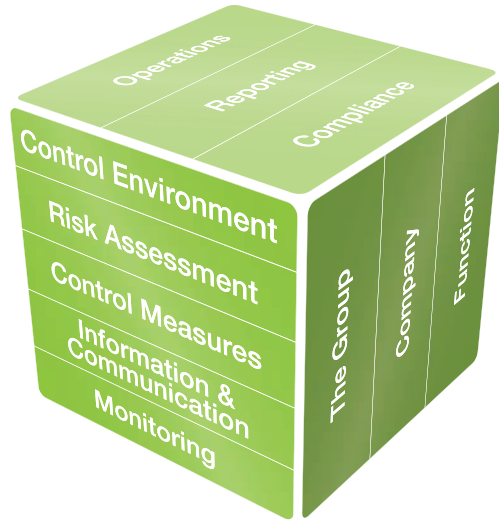 Operations
Reporting
Compliance
Control Environment
Risk Assessment
Control Measures
Information &
Communication
Monitoring
The Group
Company
Function